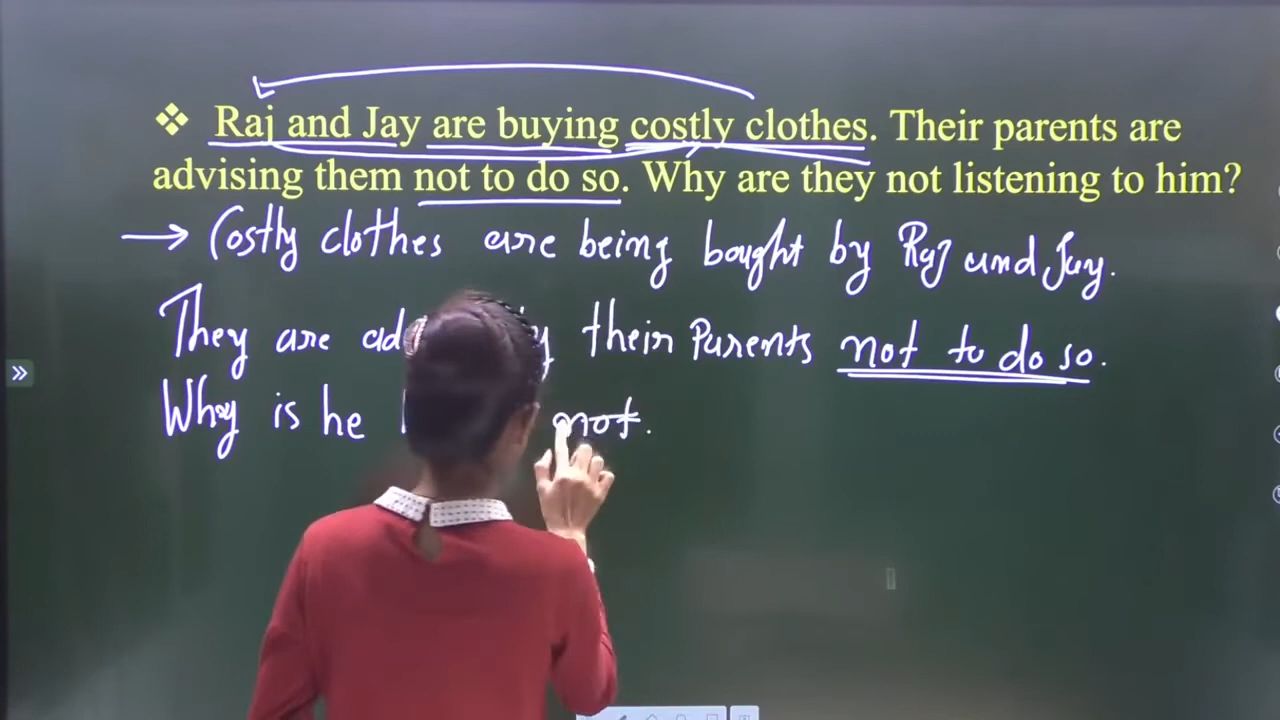 ❖ Raj and Jay are buying costly clothes. Their parents are
advising them not to do so. Why are they not listening to him?
→ Costly clothes are being bought by Raj and Jay.
They are their Parents not to do so.
Why is he not.